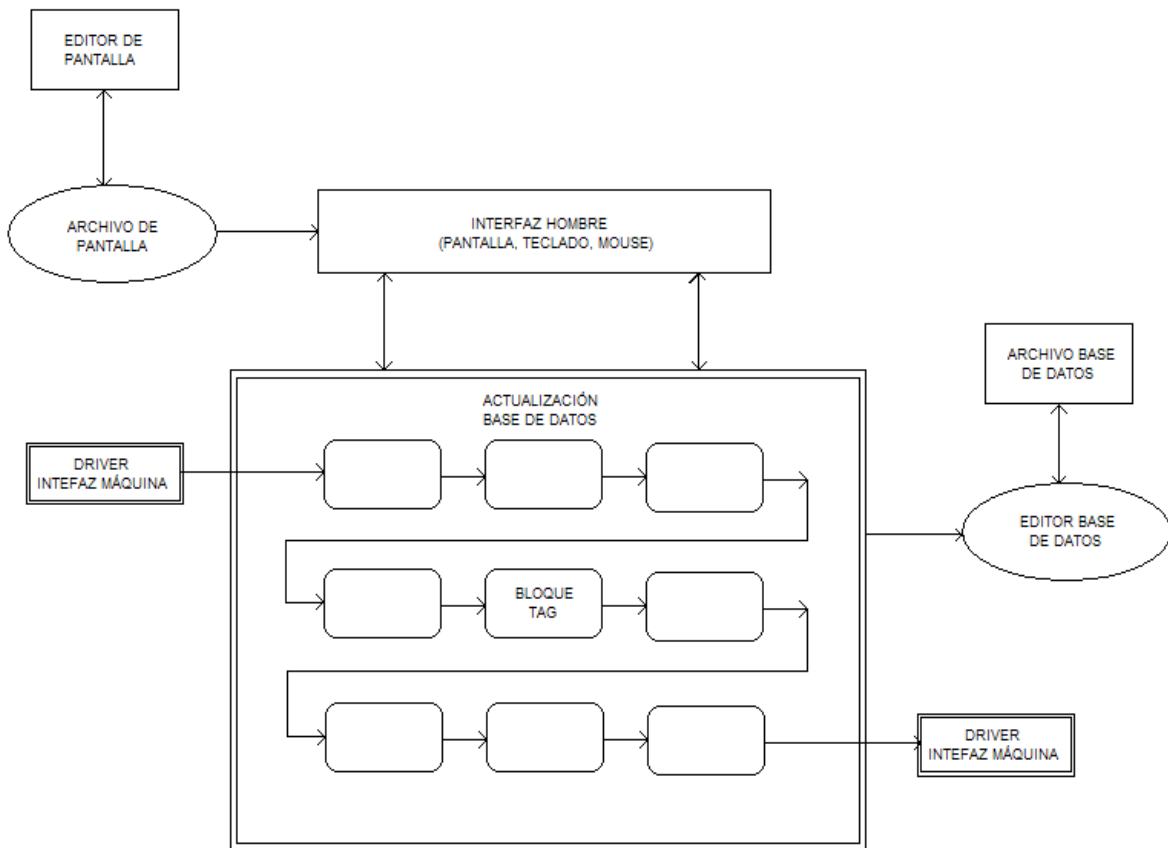 EDITOR DE
PANTALLA
ARCHIVO DE
PANTALLA
INTERFAZ HOMBRE
(PANTALLA, TECLADO, MOUSE)
ARCHIVO BASE
DE DATOS
ACTUALIZACIÓN
BASE DE DATOS
DRIVER
INTEFAZ MÁQUINA
EDITOR BASE
DE DATOS
BLOQUE
TAG
DRIVER
INTEFAZ MÁQUINA